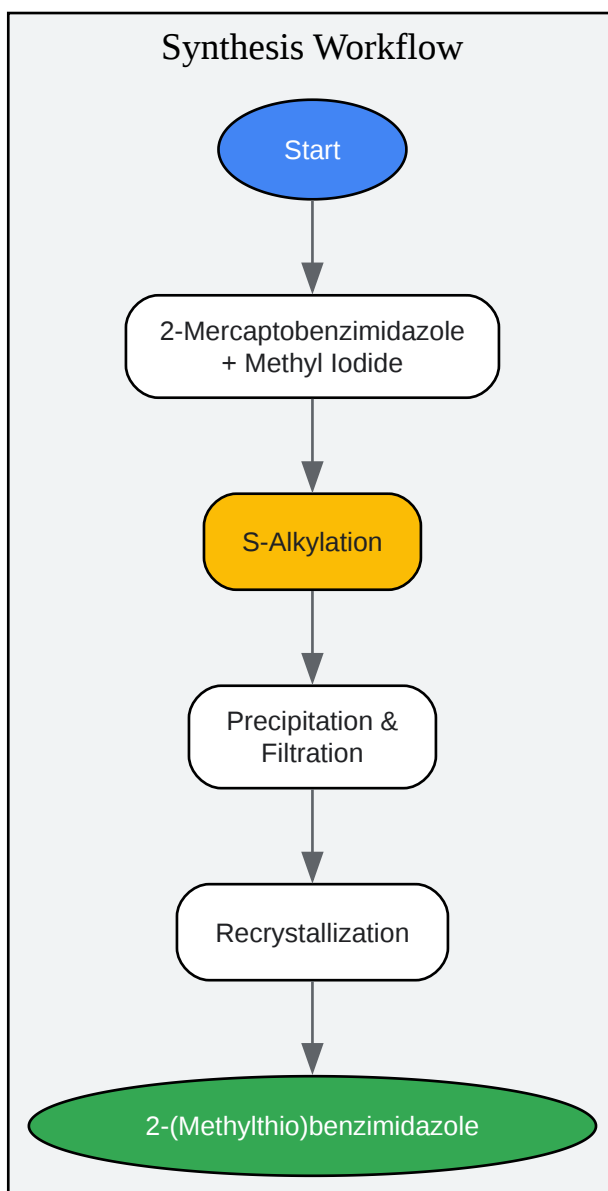 Synthesis Workflow
Start
2-Mercaptobenzimidazole
+ Methyl Iodide
S-Alkylation
Precipitation &
Filtration
Recrystallization
2-(Methylthio)benzimidazole